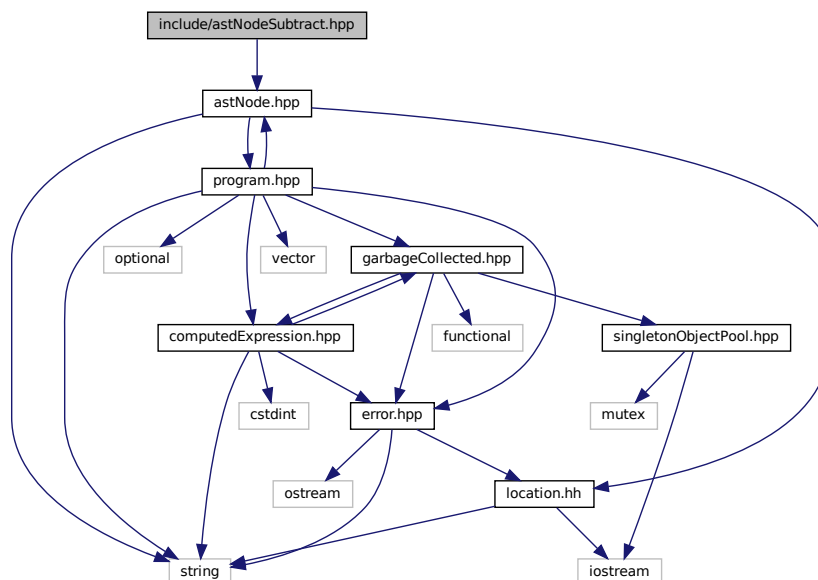 include/astNodeSubtract.hpp
astNode.hpp
program.hpp
optional
vector
garbageCollected.hpp
computedExpression.hpp
functional
singletonObjectPool.hpp
cstdint
error.hpp
mutex
ostream
location.hh
string
iostream